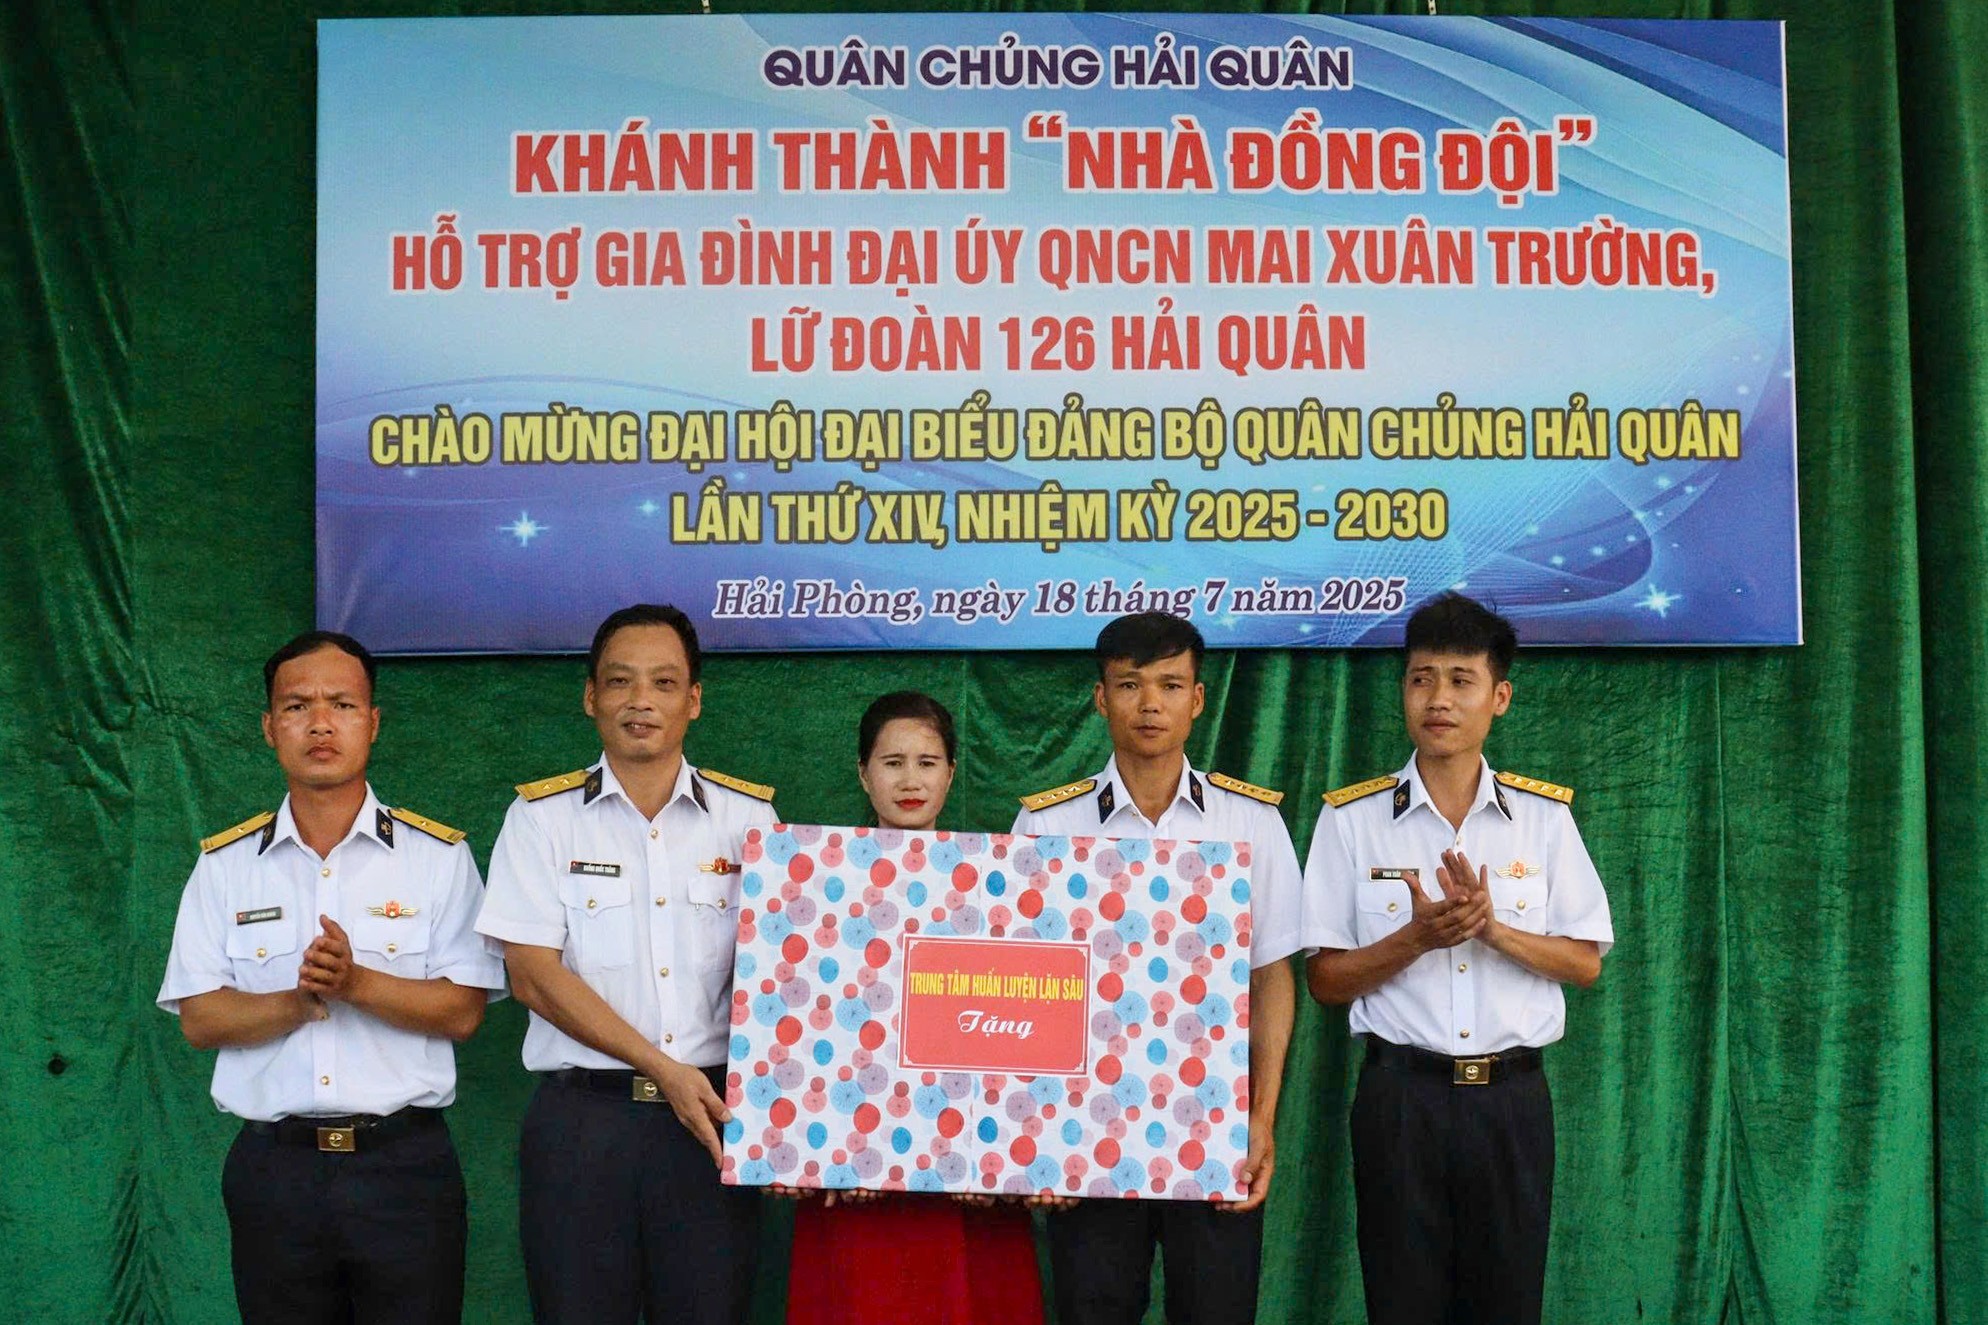 QUÂN CHỦNG HẢI QUÂN
KHÁNH THÀNH “NHÀ ĐỒNG ĐỘI”
HỖ TRỢ GIA ĐÌNH ĐẠI ÚY QNCN MAI XUÂN TRƯỜNG,
LỮ ĐOÀN 126 HẢI QUÂN
CHÀO MỪNG ĐẠI HỘI ĐẠI BIỂU ĐẢNG BỘ QUÂN CHỦNG HẢI QUÂN
LẦN THỨ XIV, NHIỆM KỲ 2025 - 2030
Hải Phòng, ngày 18 tháng 7 năm 2025
TRUNG TÂM HUẤN LUYỆN LẶN SÂU
Tặng